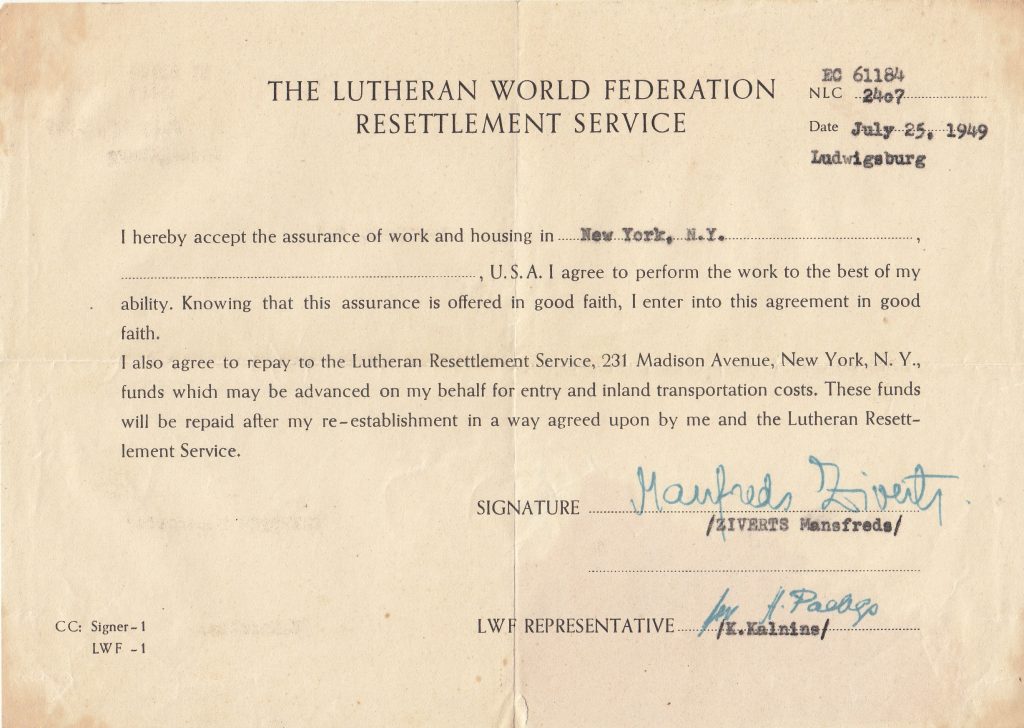 THE LUTHERAN WORLD FEDERATION
RESETTLEMENT SERVICE
EC 61184
NLC 2407
Date July 25, 1949
Ludwigsburg
I hereby accept the assurance of work and housing in New York, N.Y. ,
, U.S.A. I agree to perform the work to the best of my
ability. Knowing that this assurance is offered in good faith, I enter into this agreement in good
faith.
I also agree to repay to the Lutheran Resettlement Service, 231 Madison Avenue, New York, N. Y.,
funds which may be advanced on my behalf for entry and inland transportation costs. These funds
will be repaid after my re-establishment in a way agreed upon by me and the Lutheran Resett-
lement Service.
SIGNATURE Manfreds Ziverts.
/ZIVERTS Mansfreds/
LWF REPRESENTATIVE
/K.Kalnins/
CC: Signer-1
LWF -1